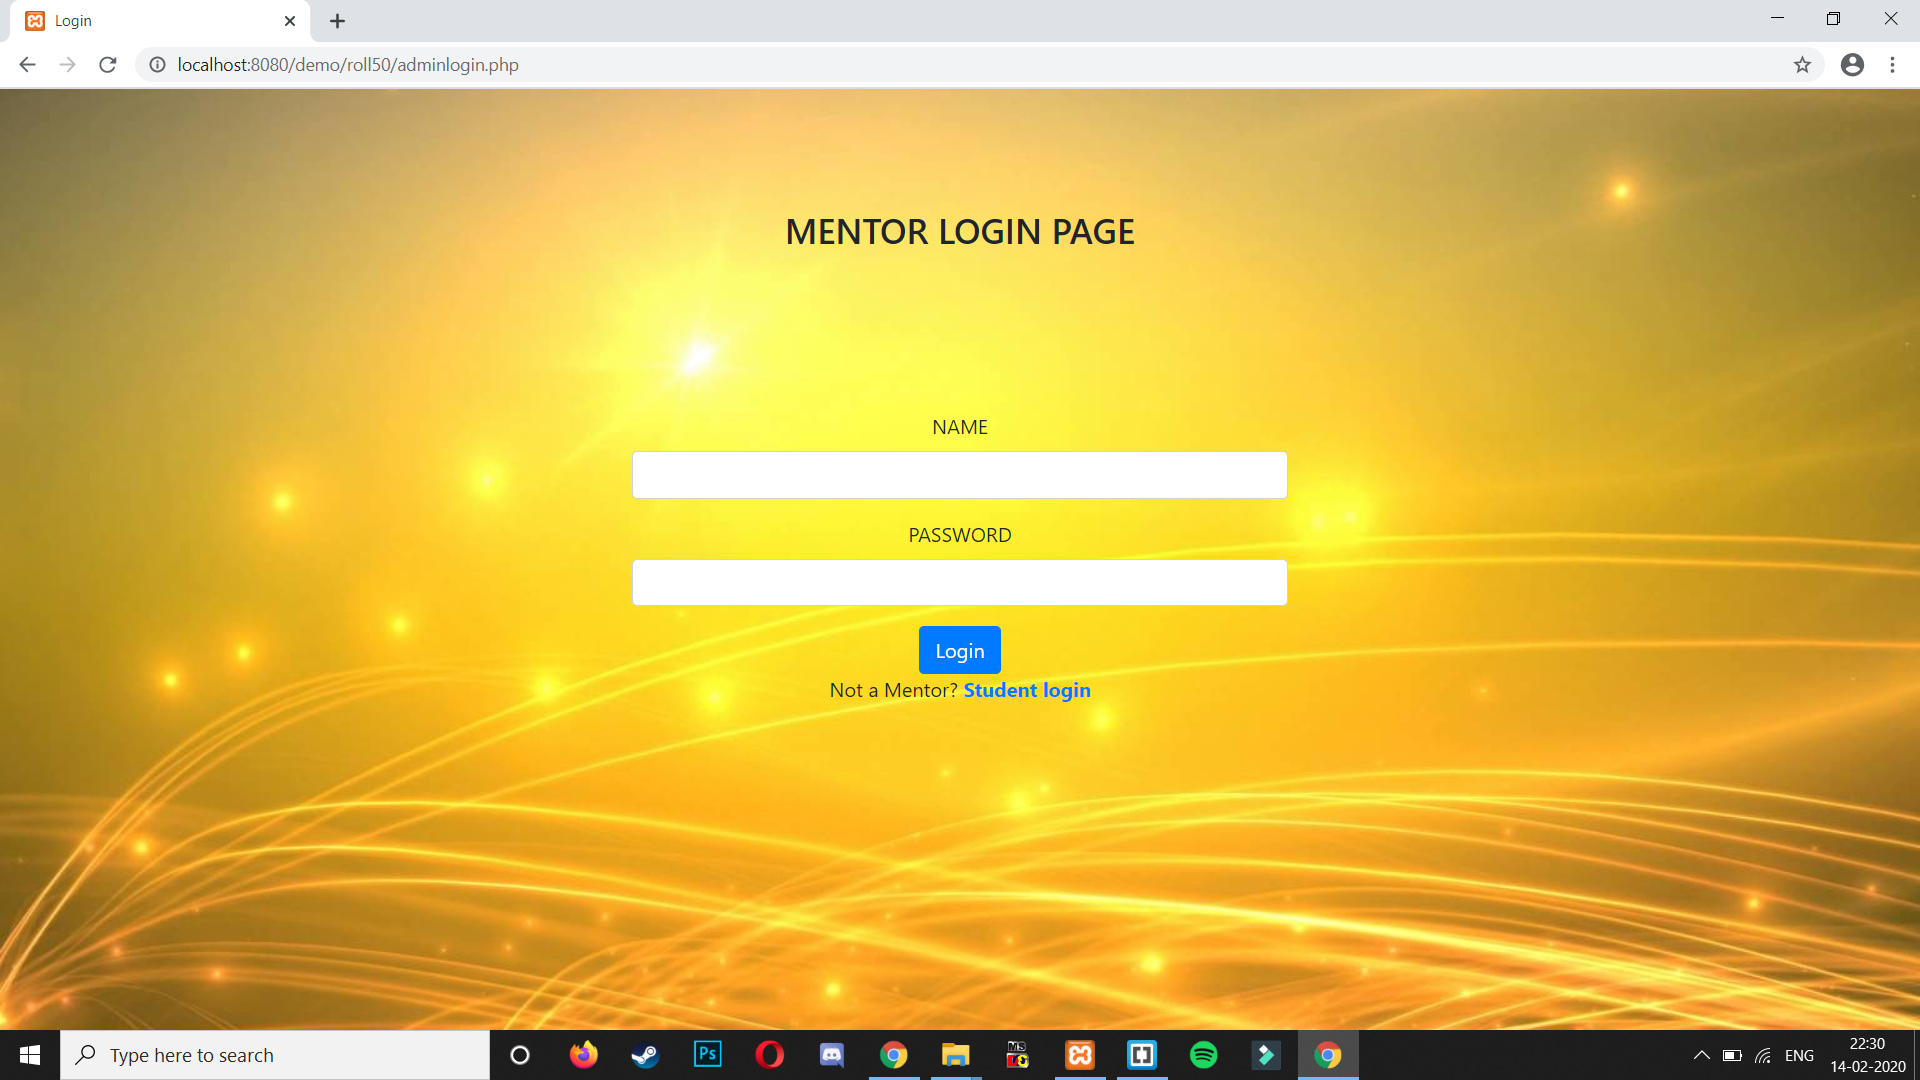 Login
localhost:8080/demo/roll50/adminlogin.php
MENTOR LOGIN PAGE
NAME
PASSWORD
Login
Not a Mentor? Student login
Type here to search
Ps
MS
ENG
22:30
14-02-2020